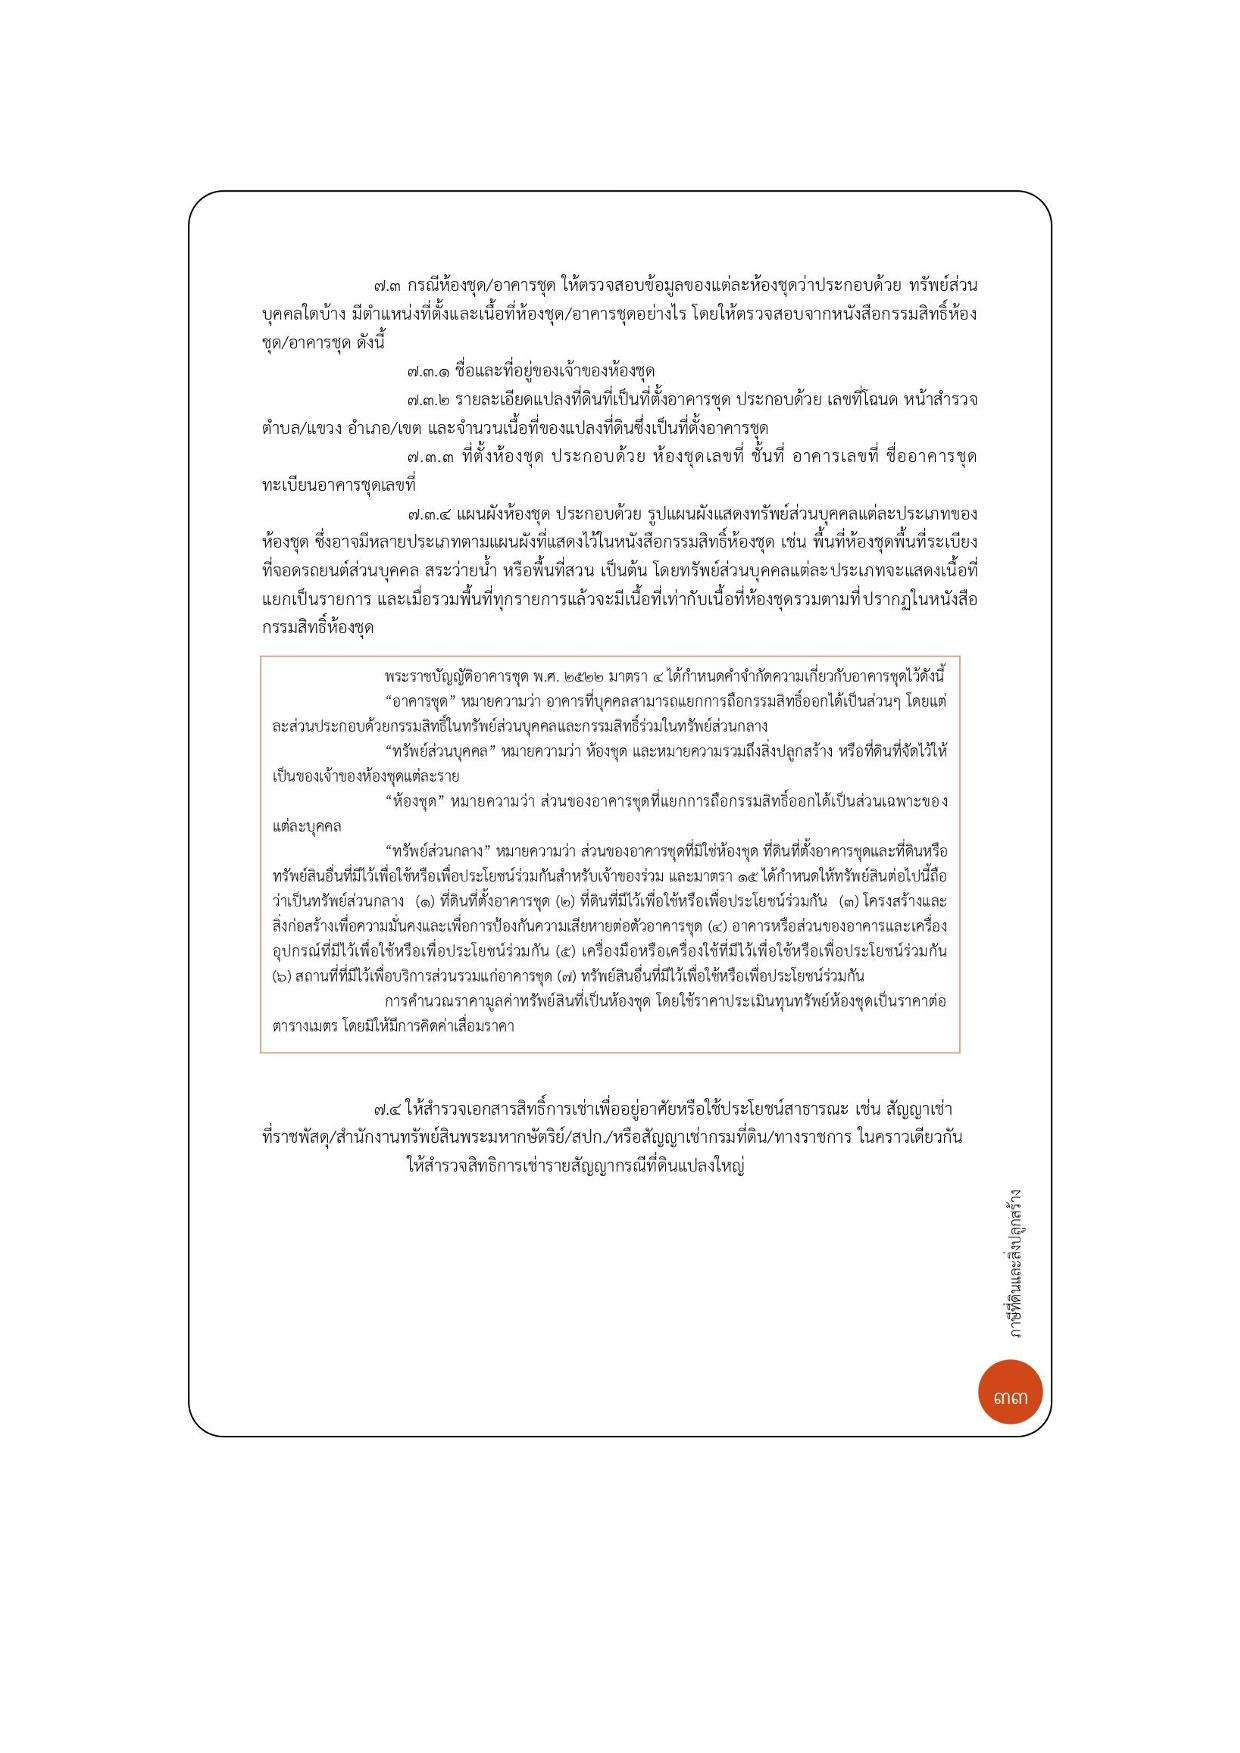 ๗.๓ กรณีห้องชุด/อาคารชุด ให้ตรวจสอบข้อมูลของแต่ละห้องชุดว่าประกอบด้วย ทรัพย์ส่วน
บุคคลใดบ้าง มีตำแหน่งที่ตั้งและเนื้อที่ห้องชุด/อาคารชุดอย่างไร โดยให้ตรวจสอบจากหนังสือกรรมสิทธิ์ห้อง
ชุด/อาคารชุด ดังนี้
๗.๓.๑ ชื่อและที่อยู่ของเจ้าของห้องชุด
๗.๓.๒ รายละเอียดแปลงที่ดินที่เป็นที่ตั้งอาคารชุด ประกอบด้วย เลขที่โฉนด หน้าสำรวจ
ตำบล/แขวง อำเภอ/เขต และจำนวนเนื้อที่ของแปลงที่ดินซึ่งเป็นที่ตั้งอาคารชุด
๗.๓.๓ ที่ตั้งห้องชุด ประกอบด้วย ห้องชุดเลขที่ ชั้นที่ อาคารเลขที่ ชื่ออาคารชุด
ทะเบียนอาคารชุดเลขที่
๗.๓.๔ แผนผังห้องชุด ประกอบด้วย รูปแผนผังแสดงทรัพย์ส่วนบุคคลแต่ละประเภทของ
ห้องชุด ซึ่งอาจมีหลายประเภทตามแผนผังที่แสดงไว้ในหนังสือกรรมสิทธิ์ห้องชุด เช่น พื้นที่ห้องชุดพื้นที่ระเบียง
ที่จอดรถยนต์ส่วนบุคคล สระว่ายน้ำ หรือพื้นที่สวน เป็นต้น โดยทรัพย์ส่วนบุคคลแต่ละประเภทจะแสดงเนื้อที่
แยกเป็นรายการ และเมื่อรวมพื้นที่ทุกรายการแล้วจะมีเนื้อที่เท่ากับเนื้อที่ห้องชุดรวมตามที่ปรากฏในหนังสือ
กรรมสิทธิ์ห้องชุด
พระราชบัญญัติอาคารชุด พ.ศ. ๒๕๒๒ มาตรา ๔ ได้กำหนดคำจำกัดความเกี่ยวกับอาคารชุดไว้ดังนี้
“อาคารชุด” หมายความว่า อาคารที่บุคคลสามารถแยกการถือกรรมสิทธิ์ออกได้เป็นส่วนๆ โดยแต่
ละส่วนประกอบด้วยกรรมสิทธิ์ในทรัพย์ส่วนบุคคลและกรรมสิทธิ์ร่วมในทรัพย์ส่วนกลาง
“ทรัพย์ส่วนบุคคล” หมายความว่า ห้องชุด และหมายความรวมถึงสิ่งปลูกสร้าง หรือที่ดินที่จัดไว้ให้
เป็นของเจ้าของห้องชุดแต่ละราย
“ห้องชุด” หมายความว่า ส่วนของอาคารชุดที่แยกการถือกรรมสิทธิ์ออกได้เป็นส่วนเฉพาะของ
แต่ละบุคคล
“ทรัพย์ส่วนกลาง” หมายความว่า ส่วนของอาคารชุดที่มิใช่ห้องชุด ที่ดินที่ตั้งอาคารชุดและที่ดินหรือ
ทรัพย์สินอื่นที่มีไว้เพื่อใช้หรือเพื่อประโยชน์ร่วมกันสำหรับเจ้าของร่วม และมาตรา ๑๕ ได้กำหนดให้ทรัพย์สินต่อไปนี้ถือ
ว่าเป็นทรัพย์ส่วนกลาง (๑) ที่ดินที่ตั้งอาคารชุด (๒) ที่ดินที่มีไว้เพื่อใช้หรือเพื่อประโยชน์ร่วมกัน (๓) โครงสร้างและ
สิ่งก่อสร้างเพื่อความมั่นคงและเพื่อการป้องกันความเสียหายต่อตัวอาคารชุด (๔) อาคารหรือส่วนของอาคารและเครื่อง
อุปกรณ์ที่มีไว้เพื่อใช้หรือเพื่อประโยชน์ร่วมกัน (๕) เครื่องมือหรือเครื่องใช้ที่มีไว้เพื่อใช้หรือเพื่อประโยชน์ร่วมกัน
(๖) สถานที่ที่มีไว้เพื่อบริการส่วนรวมแก่อาคารชุด (๗) ทรัพย์สินอื่นที่มีไว้เพื่อใช้หรือเพื่อประโยชน์ร่วมกัน
การคำนวณราคามูลค่าทรัพย์สินที่เป็นห้องชุด โดยใช้ราคาประเมินทุนทรัพย์ห้องชุดเป็นราคาต่อ
ตารางเมตร โดยมิให้มีการคิดค่าเสื่อมราคา
๗.๔ ให้สำรวจเอกสารสิทธิ์การเช่าเพื่ออยู่อาศัยหรือใช้ประโยชน์สาธารณะ เช่น สัญญาเช่า
ที่ราชพัสดุ/สำนักงานทรัพย์สินพระมหากษัตริย์/สปก./หรือสัญญาเช่ากรมที่ดิน/ทางราชการ ในคราวเดียวกัน
ให้สำรวจสิทธิการเช่ารายสัญญากรณีที่ดินแปลงใหญ่
ภาษีที่ดินและสิ่งปลูกสร้าง
๓๓